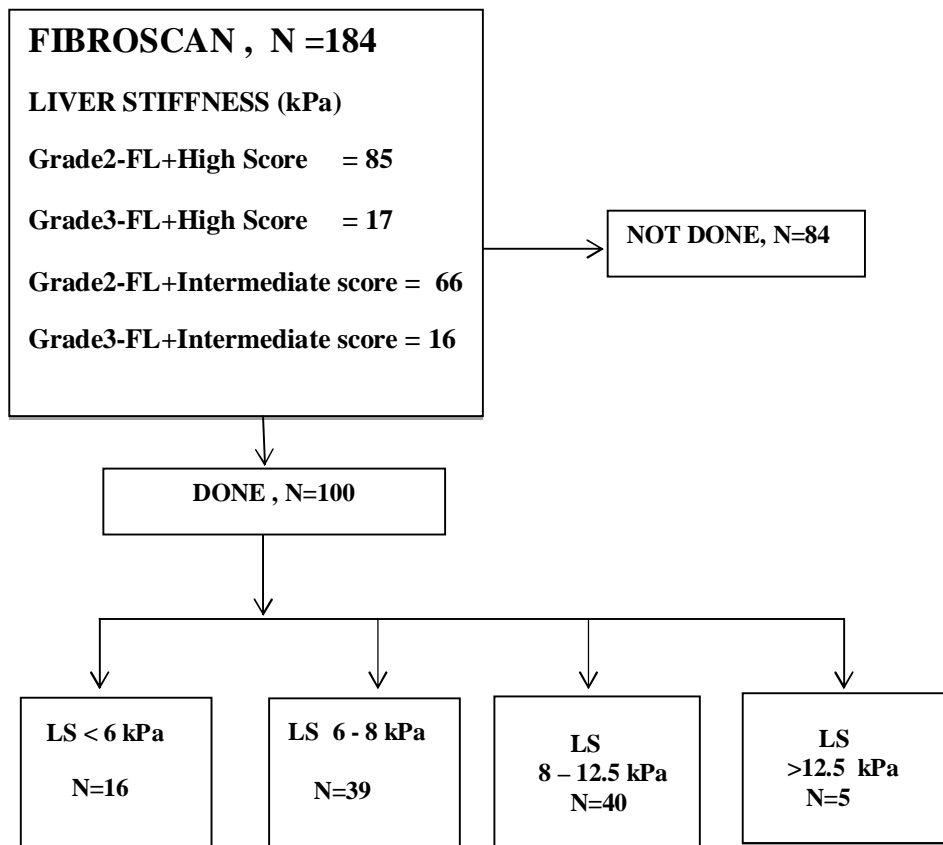 FIBROSCAN , N =184
LIVER STIFFNESS (kPa)
Grade2-FL+High Score = 85
Grade3-FL+High Score = 17
Grade2-FL+Intermediate score = 66
Grade3-FL+Intermediate score = 16
NOT DONE, N=84
DONE , N=100
LS < 6 kPa
N=16
LS 6 - 8 kPa
N=39
LS
8 – 12.5 kPa
N=40
LS
>12.5 kPa
N=5